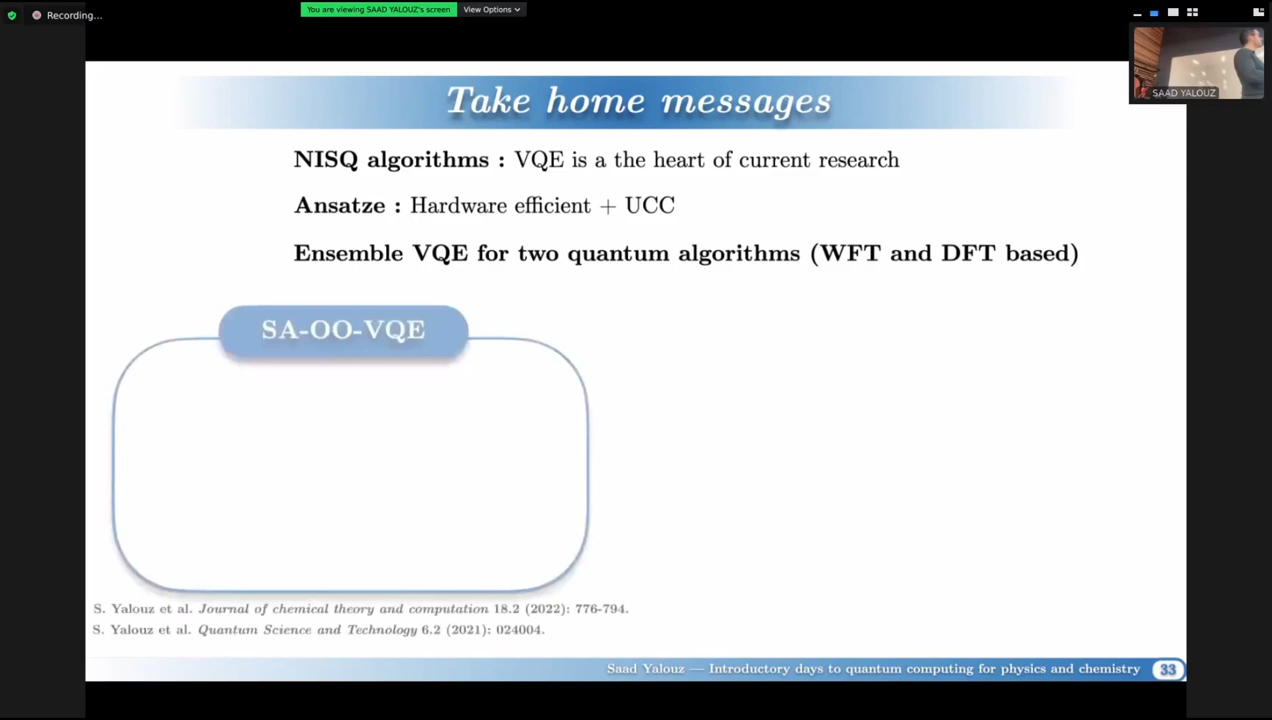 Recording...
You are viewing SAAD YALOUZ's screen
View Options
SAAD YALOUZ
Take home messages
NISQ algorithms : VQE is a the heart of current research
Ansatze : Hardware efficient + UCC
Ensemble VQE for two quantum algorithms (WFT and DFT based)
SA-OO-VQE
S. Yalouz et al. Journal of chemical theory and computation 18.2 (2022): 776-794.
S. Yalouz et al. Quantum Science and Technology 6.2 (2021): 024004.
Saad Yalouz — Introductory days to quantum computing for physics and chemistry 33